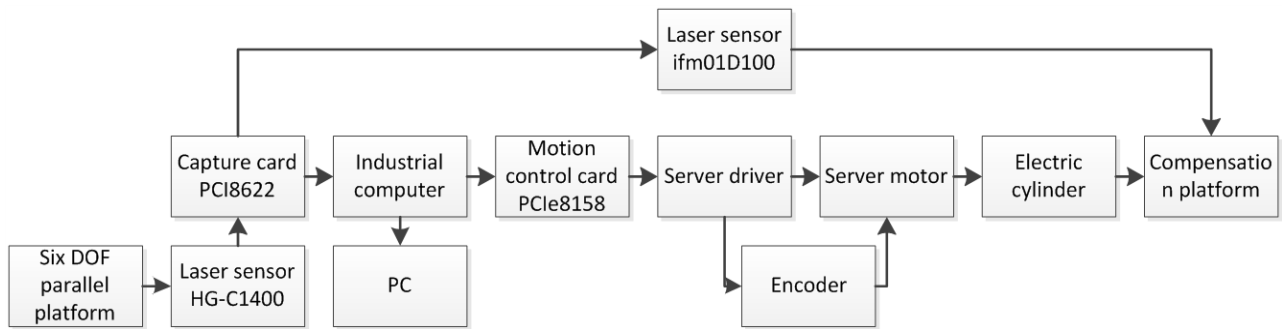 Laser sensor
ifm01D100
Capture card
PCI8622
Industrial
computer
Motion
control card
PCIe8158
Server driver
Server motor
Electric
cylinder
Compensatio
n platform
Six DOF
parallel
platform
Laser sensor
HG-C1400
PC
Encoder